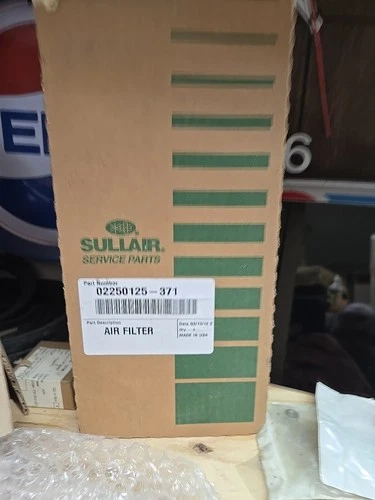 SULLAIR®
SERVICE PARTS
Part Number
02250125-371
Part Description
AIR FILTER
MADE IN USA
6